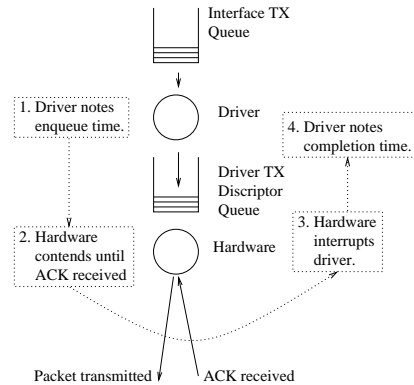 Interface TX
Queue
1. Driver notes
enqueue time.
Driver
4. Driver notes
completion time.
Driver TX
Discriptor
Queue
2. Hardware
contends until
ACK received
Hardware
3. Hardware
interrupts
driver.
Packet transmitted
ACK received